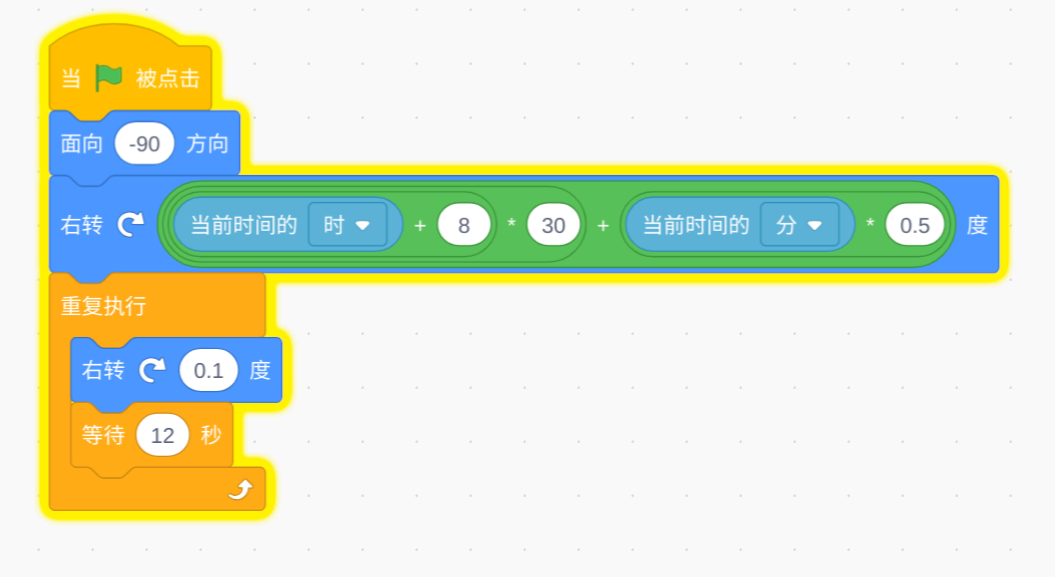 当 被点击
面向 -90 方向
右转 当前时间的 时 + 8 * 30 + 当前时间的 分 * 0.5 度
重复执行
右转 0.1 度
等待 12 秒